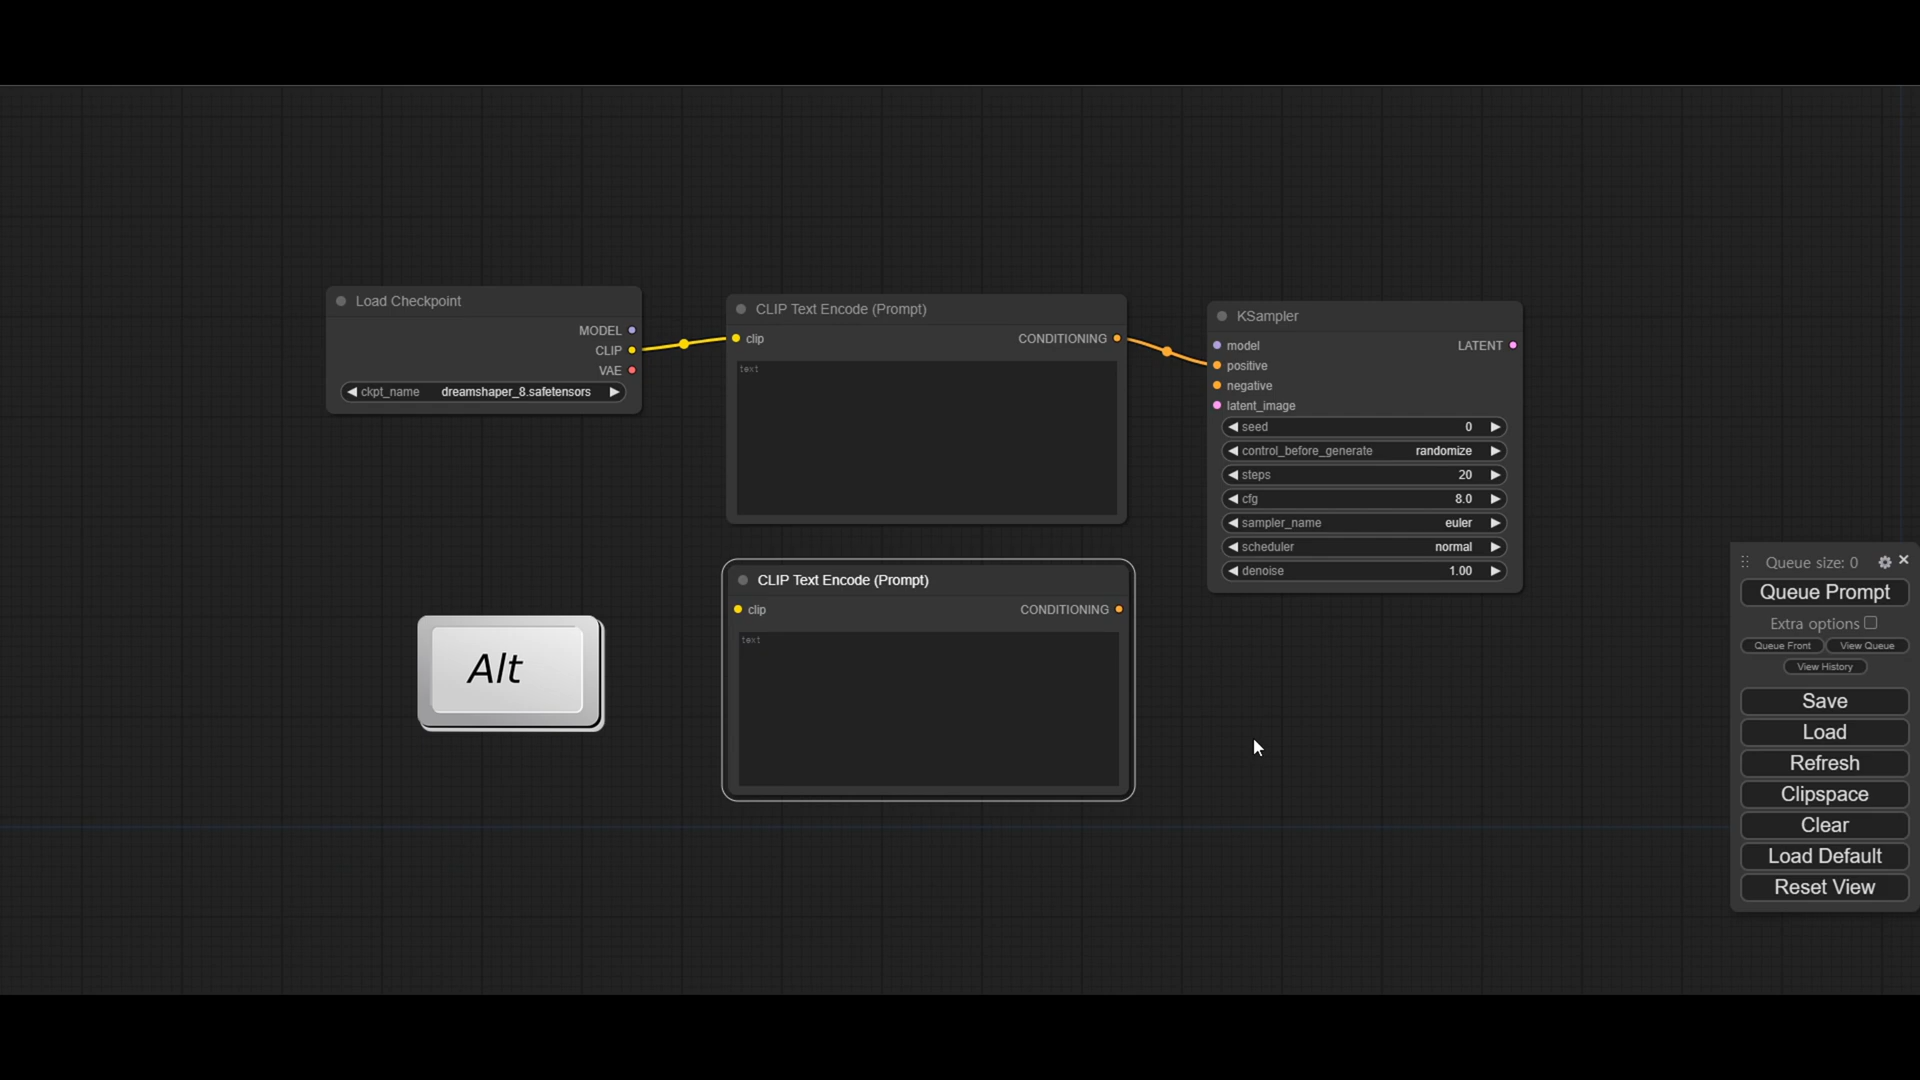 Load Checkpoint
MODEL
CLIP
VAE
ckpt_name dreamshaper_8.safetensors
CLIP Text Encode (Prompt)
clip CONDITIONING
text
KSampler
model LATENT
positive
negative
latent_image
seed 0
control_before_generate randomize
steps 20
cfg 8.0
sampler_name euler
scheduler normal
denoise 1.00
CLIP Text Encode (Prompt)
clip CONDITIONING
text
Alt
Queue size: 0
Queue Prompt
Extra options
Queue Front View Queue
View History
Save
Load
Refresh
Clipspace
Clear
Load Default
Reset View